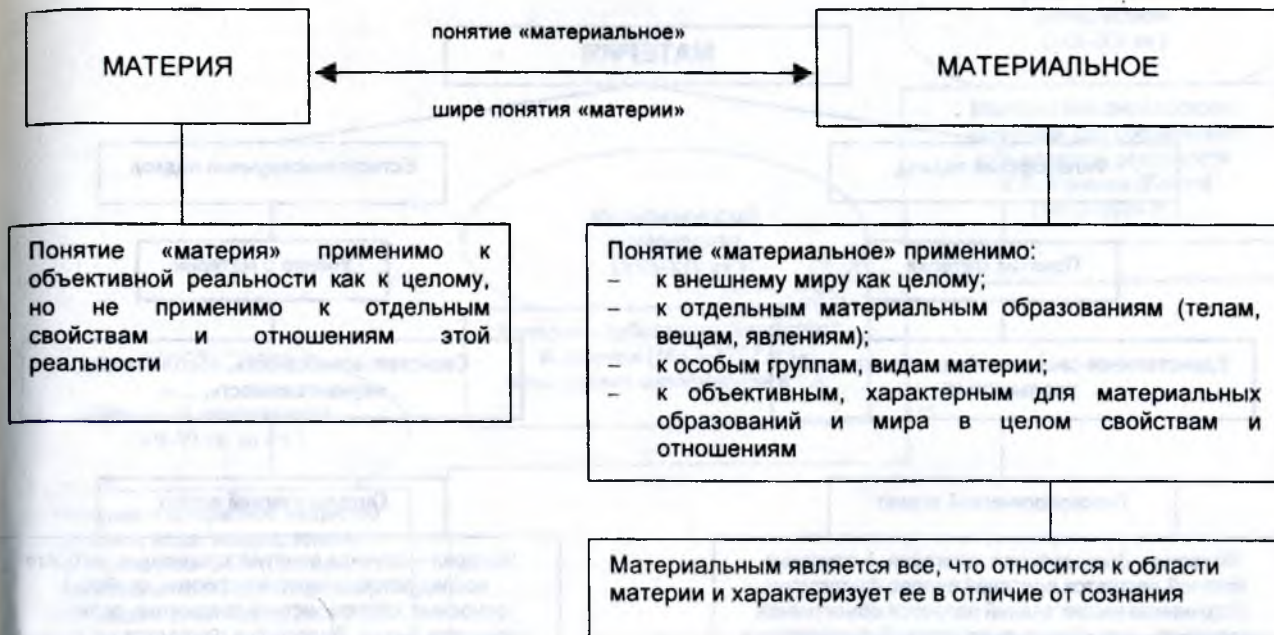 МАТЕРИЯ
понятие «материальное»
шире понятия «материи»
МАТЕРИАЛЬНОЕ
Понятие «материя» применимо к
объективной реальности как к целому,
но не применимо к отдельным
свойствам и отношениям этой
реальности
Понятие «материальное» применимо:
– к внешнему миру как целому;
– к отдельным материальным образованиям (телам,
вещам, явлениям);
– к особым группам, видам материи;
– к объективным, характерным для материальных
образований и мира в целом свойствам и
отношениям
Материальным является все, что относится к области
материи и характеризует ее в отличие от сознания